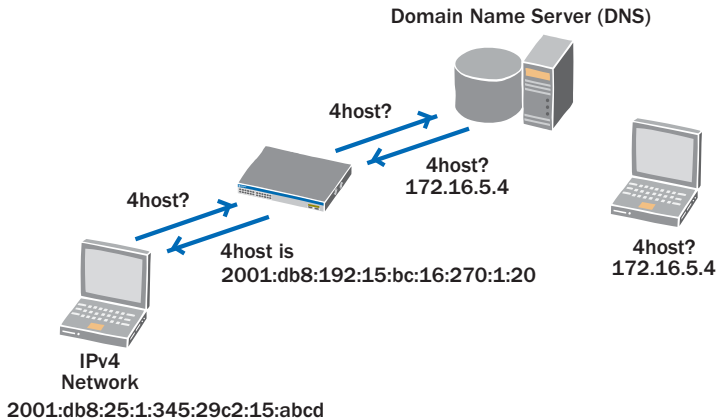 Domain Name Server (DNS)
4host?
4host?
172.16.5.4
4host?
4host is
2001:db8:192:15:bc:16:270:1:20
4host?
172.16.5.4
IPv4
Network
2001:db8:25:1:345:29c2:15:abcd